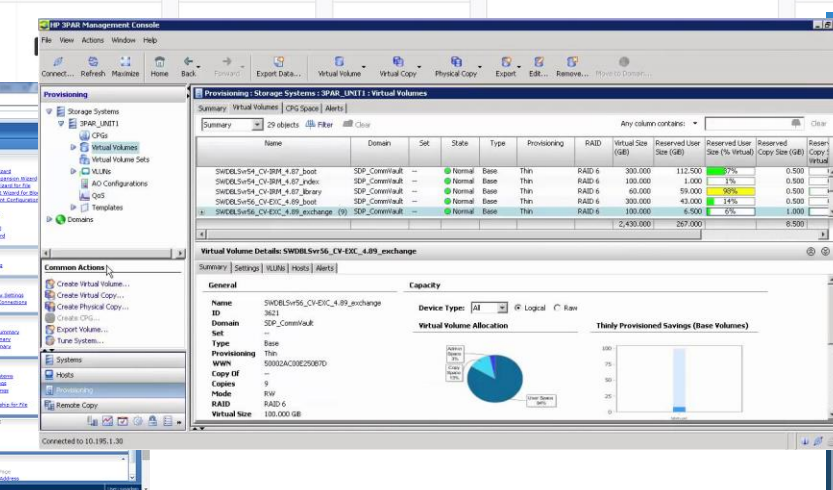 HP 3PAR Management Console
File View Actions Window Help
Connect... Refresh Maximize Home Back Forward Export Data... Virtual Volume Virtual Copy Physical Copy Export Edit... Remove... Move to Domain...
Provisioning
Storage Systems
3PAR_UNIT1
CPGs
Virtual Volumes
Virtual Volume Sets
VLUNs
AO Configurations
QoS
Templates
Domains
Common Actions
Create Virtual Volume...
Create Virtual Copy...
Create Physical Copy...
Create CPG...
Export Volume...
Tune System...
Systems
Hosts
Provisioning
Remote Copy
Provisioning : Storage Systems : 3PAR_UNIT1 : Virtual Volumes
Summary Virtual Volumes CPG Space Alerts
Summary 29 objects Filter Clear Any column contains: Clear
Name Domain Set State Type Provisioning RAID Virtual Size (GB) Reserved User Size (GB) Reserved User Size (% Virtual) Reserved Copy Size (GB)
SWDBLSvr54_CV-IRM_4.87_boot SDP_CommVault -- Normal Base Thin RAID 6 300.000 112.500 37% 0.500
SWDBLSvr54_CV-IRM_4.87_index SDP_CommVault -- Normal Base Thin RAID 6 100.000 1.000 1% 0.500
SWDBLSvr54_CV-IRM_4.87_library SDP_CommVault -- Normal Base Thin RAID 6 60.000 59.000 98% 0.500
SWDBLSvr56_CV-EXC_4.89_boot SDP_CommVault -- Normal Base Thin RAID 6 300.000 43.000 14% 0.500
SWDBLSvr56_CV-EXC_4.89_exchange (9) SDP_CommVault -- Normal Base Thin RAID 6 100.000 6.500 6% 1.000
2,430.000 267.000 8.500
Virtual Volume Details: SWDBLSvr56_CV-EXC_4.89_exchange
Summary Settings VLUNs Hosts Alerts
General
Name SWDBLSvr56_CV-EXC_4.89_exchange
ID 3621
Domain SDP_CommVault
Set --
Type Base
Provisioning Thin
WWN 50002AC00E250B7D
Copy Of --
Copies 9
Mode RW
RAID RAID 6
Virtual Size 100.000 GB
Capacity
Device Type: All Logical Raw
Virtual Volume Allocation
Admin Space
Copy Space
User Space
Thinly Provisioned Savings (Base Volumes)
100
75
50
25
0
Connected to 10.195.1.30